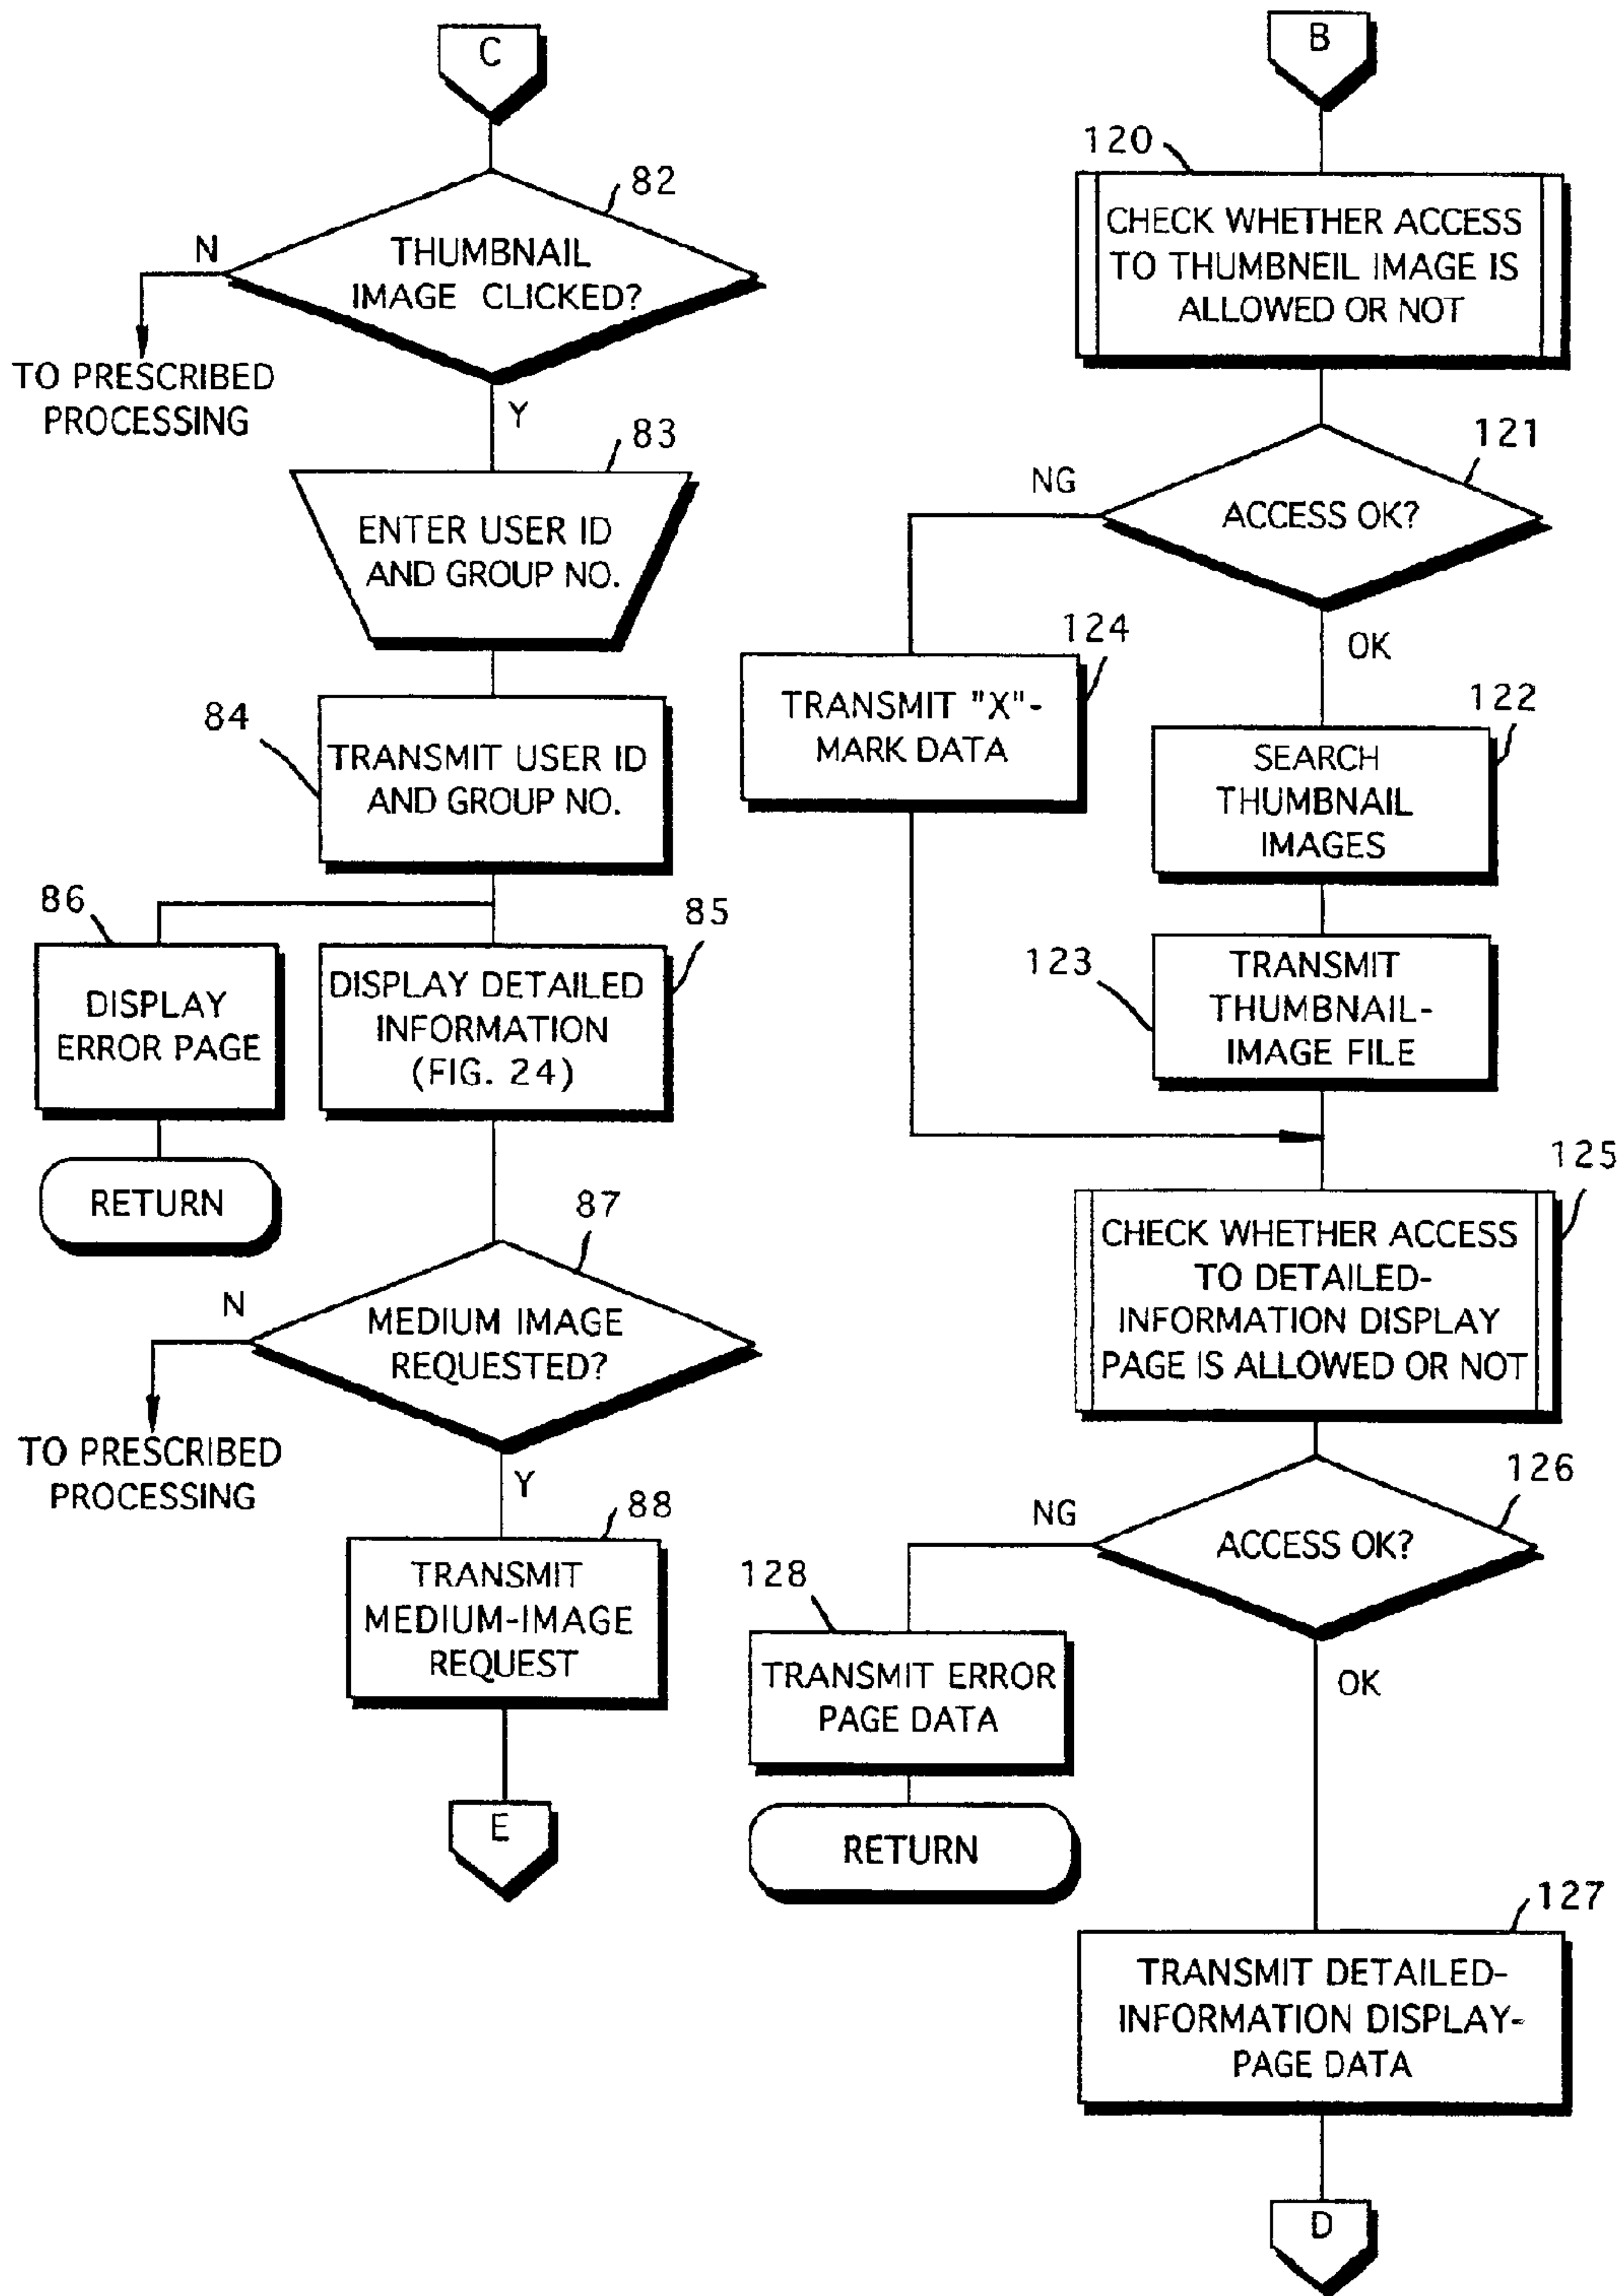 C
82
N
THUMBNAIL
IMAGE CLICKED?
TO PRESCRIBED
PROCESSING
Y
83
ENTER USER ID
AND GROUP NO.
84
TRANSMIT USER ID
AND GROUP NO.
86
85
DISPLAY
ERROR PAGE
DISPLAY DETAILED
INFORMATION
(FIG. 24)
RETURN
87
N
MEDIUM IMAGE
REQUESTED?
TO PRESCRIBED
PROCESSING
Y
88
TRANSMIT
MEDIUM-IMAGE
REQUEST
E
B
120
CHECK WHETHER ACCESS
TO THUMBNEIL IMAGE IS
ALLOWED OR NOT
121
NG
ACCESS OK?
124
OK
TRANSMIT "X"-
MARK DATA
122
SEARCH
THUMBNAIL
IMAGES
123
TRANSMIT
THUMBNAIL-
IMAGE FILE
125
CHECK WHETHER ACCESS
TO DETAILED-
INFORMATION DISPLAY
PAGE IS ALLOWED OR NOT
126
NG
ACCESS OK?
128
OK
TRANSMIT ERROR
PAGE DATA
RETURN
127
TRANSMIT DETAILED-
INFORMATION DISPLAY-
PAGE DATA
D